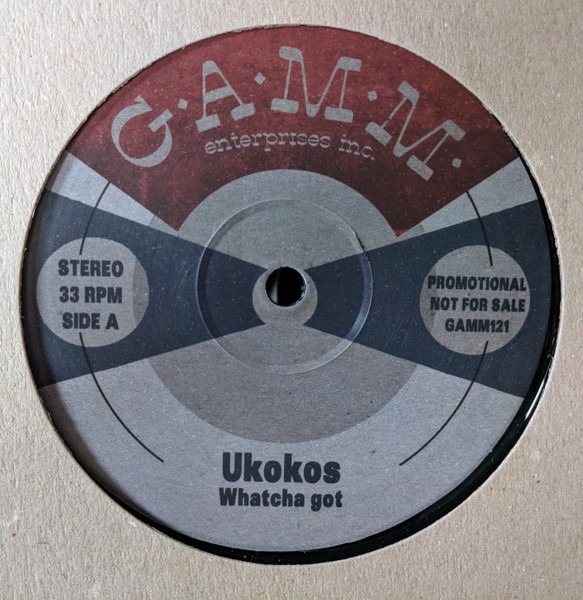 G·A·M·M·
enterprises inc.
STEREO
33 RPM
SIDE A
PROMOTIONAL
NOT FOR SALE
GAMM121
Ukokos
Whatcha got